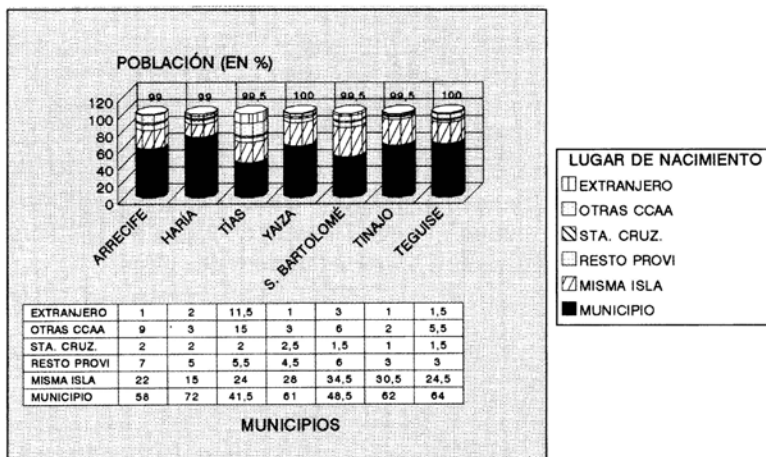 POBLACIÓN (EN %)
99 99 99,5 100 99,5 99,5 100
120
100
80
60
40
20
0
ARRECIFE
HARÍA
TÍAS
YAIZA
S. BARTOLOMÉ
TINAJO
TEGUISE
LUGAR DE NACIMIENTO
EXTRANJERO
OTRAS CCAA
STA. CRUZ.
RESTO PROVI
MISMA ISLA
MUNICIPIO
EXTRANJERO 1 2 11,5 1 3 1 1,5
OTRAS CCAA 9 3 15 3 6 2 5,5
STA. CRUZ. 2 2 2 2,5 1,5 1 1,5
RESTO PROVI 7 5 5,5 4,5 6 3 3
MISMA ISLA 22 15 24 28 34,5 30,5 24,5
MUNICIPIO 58 72 41,5 61 48,5 62 64
MUNICIPIOS